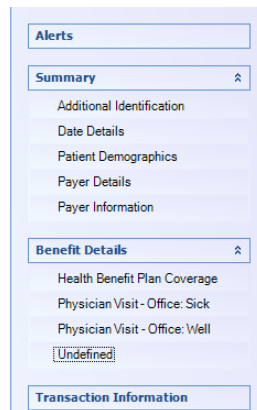 Alerts
Summary
Additional Identification
Date Details
Patient Demographics
Payer Details
Payer Information
Benefit Details
Health Benefit Plan Coverage
Physician Visit - Office: Sick
Physician Visit - Office: Well
Undefined
Transaction Information